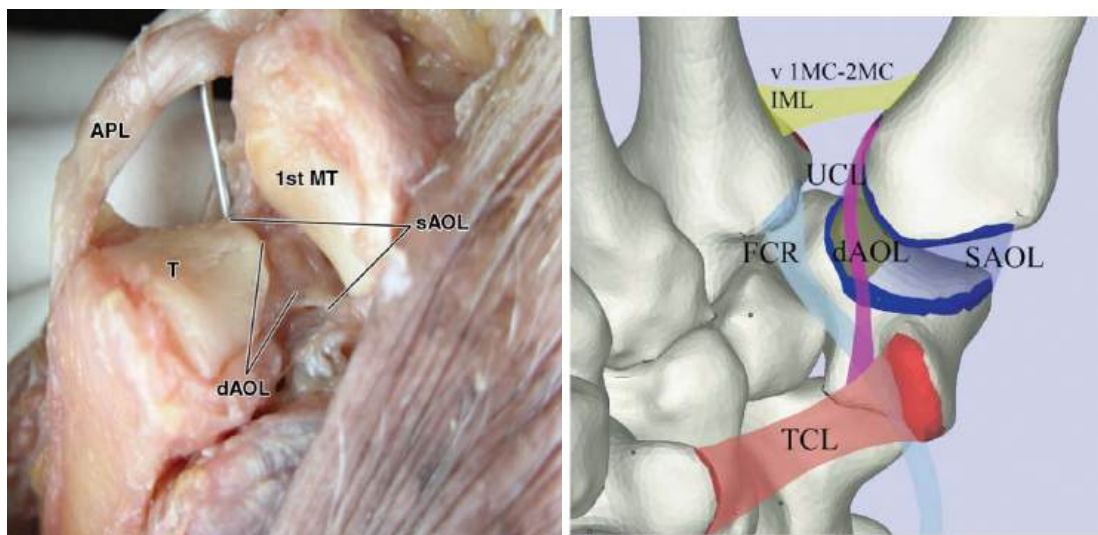 APL
1st MT
sAOL
T
dAOL
v 1MC-2MC
IML
UCL
FCR
dAOL
SAOL
TCL